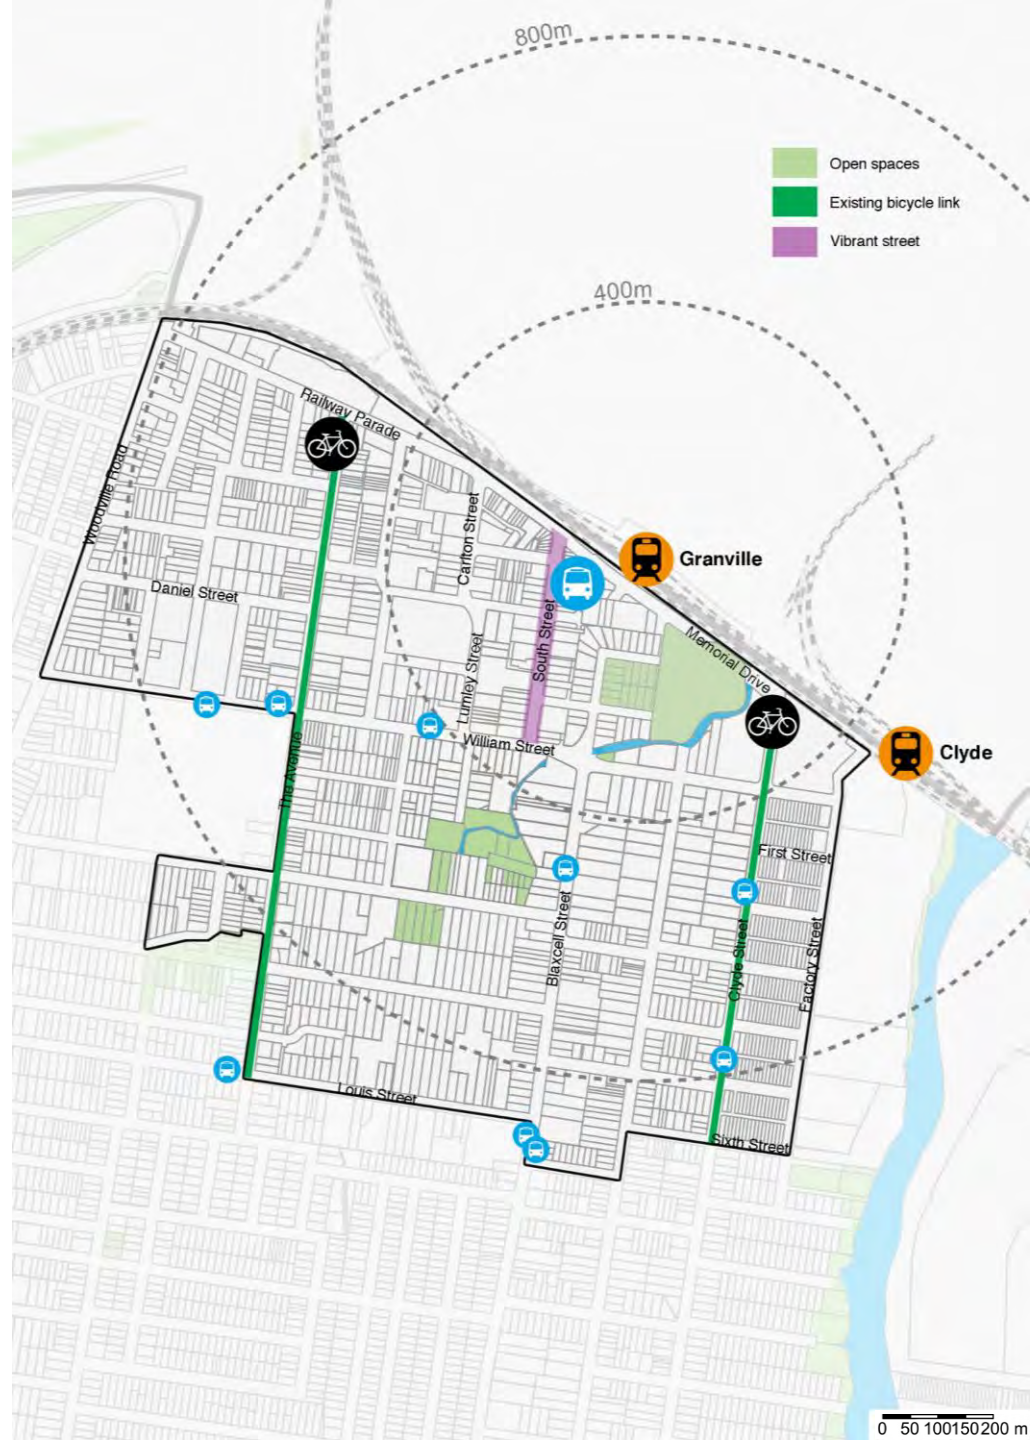 800m
Open spaces
Existing bicycle link
Vibrant street
400m
Railway Parade
Woodville Road
Carlton Street
Granville
Daniel Street
South Street
Memorial Drive
Lumley Street
William Street
Clyde
The Avenue
First Street
Blaxcell Street
Clyde Street
Factory Street
Louis Street
Sixth Street
0 50 100150200 m